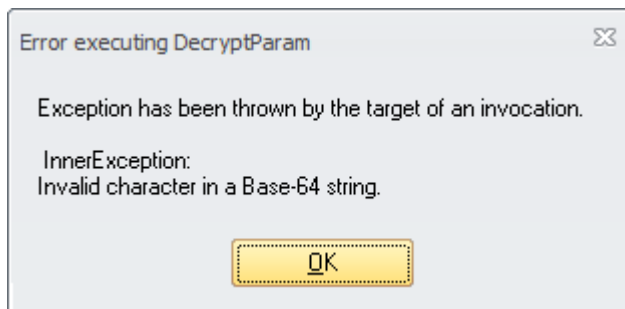 Error executing DecryptParam
Exception has been thrown by the target of an invocation.
InnerException:
Invalid character in a Base-64 string.
OK